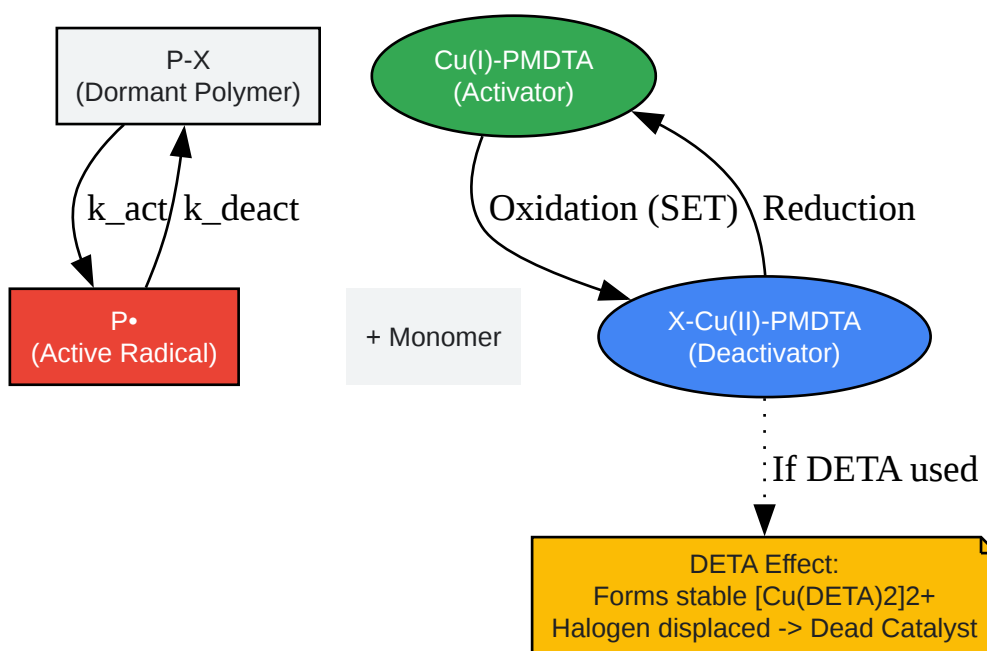 P-X
(Dormant Polymer)
Cu(I)-PMDTA
(Activator)
k_act
k_deact
Oxidation (SET)
Reduction
P•
(Active Radical)
+ Monomer
X-Cu(II)-PMDTA
(Deactivator)
If DETA used
DETA Effect:
Forms stable [Cu(DETA)2]2+
Halogen displaced -> Dead Catalyst